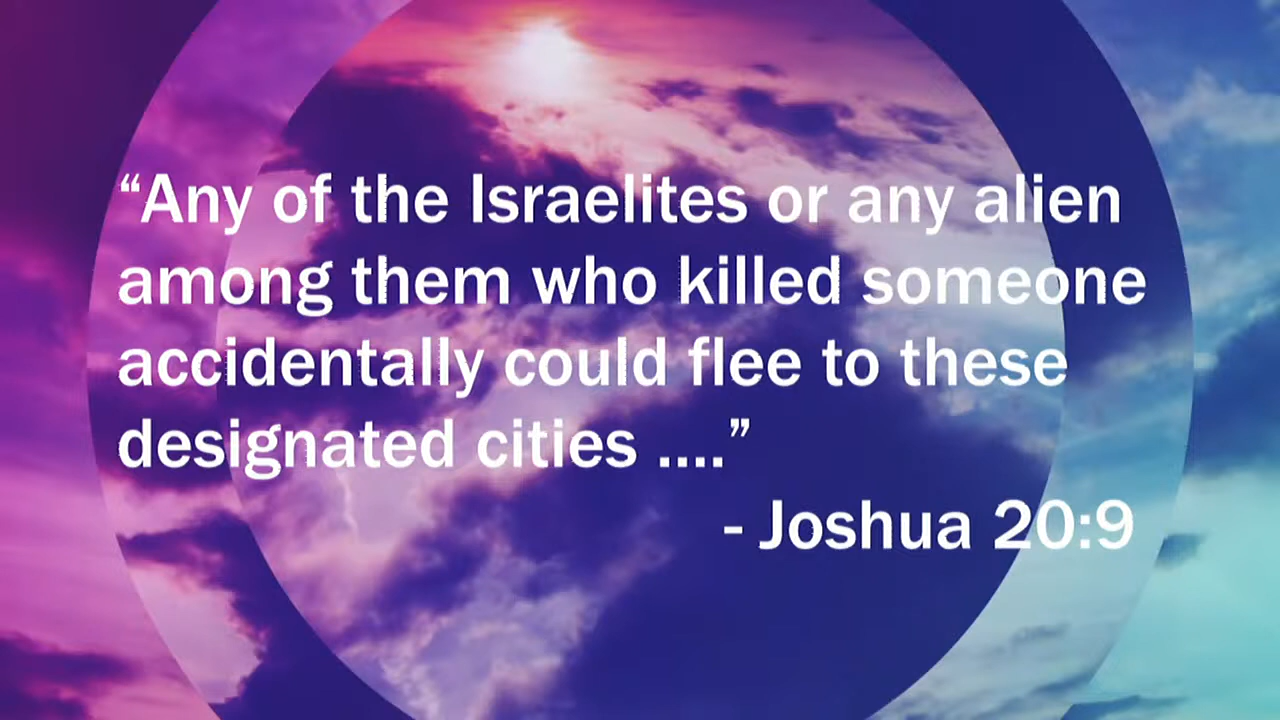 “Any of the Israelites or any alien
among them who killed someone
accidentally could flee to these
designated cities ....”
- Joshua 20:9